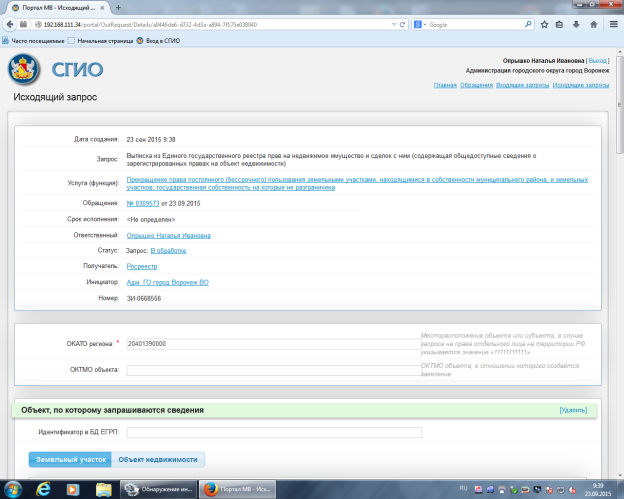 Портал МВ - Исходящий ...
192.168.111.34/portal/OutRequest/Details/a0446de6-d732-4d3a-a894-7f175e038940
Google
Часто посещаемые Начальная страница Вход в СГИО
СГИО
Опрышко Наталья Ивановна [Выход]
Администрация городского округа город Воронеж
Главная Обращения Входящие запросы Исходящие запросы
Исходящий запрос
Дата создания: 23 сен 2015 9:38
Запрос: Выписка из Единого государственного реестра прав на недвижимое имущество и сделок с ним (содержащая общедоступные сведения о
зарегистрированных правах на объект недвижимости)
Услуга (функция): Прекращение права постоянного (бессрочного) пользования земельными участками, находящимися в собственности муниципального района, и земельных
участков, государственная собственность на которые не разграничена
Обращение: № 0309573 от 23.09.2015
Срок исполнения: <Не определен>
Ответственный: Опрышко Наталья Ивановна
Статус: Запрос: В обработке
Получатель: Росреестр
Инициатор: Адм. ГО город Воронеж ВО
Номер: ЗИ-0668556
ОКАТО региона: * 20401390000
Месторасположение объекта или субъекта, в случае
запроса на права отдельного лица на территории РФ
указывается значение «11111111111»
ОКТМО объекта:
ОКТМО объекта, в отношении которого создаётся
заявление
Объект, по которому запрашиваются сведения [Удалить]
Идентификатор в БД ЕГРП:
Земельный участок Объект недвижимости
Обнаружение ин... Портал МВ - Исх...
RU
9:39
23.09.2015